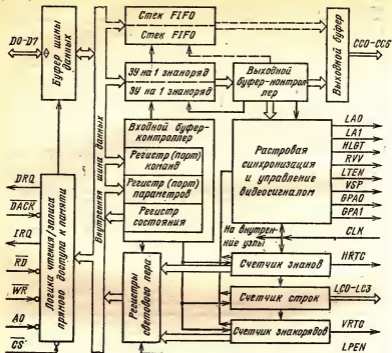 D0-D7
Буфер шины
данных
Внутренняя шина данных
Стек FIFO
Стек FIFO
ЗУ на 1 знакоряд
ЗУ на 1 знакоряд
Выходной
буфер-контрол-
лер
Выходной буфер
CC0-CC6
Входной буфер-
контроллер
Регистр (порт)
команд
Регистр (порт)
параметров
Регистр
состояния
Растровая
синхронизация
и управление
видеосигналом
LA0
LA1
HLGT
RVV
LTEN
VSP
GPA0
GPA1
На внутрен-
ние узлы
CLK
DRQ
DACK
IRQ
RD
WR
A0
CS
Логика чтения/записи
прямого доступа к памяти
Регистры
светового пера
Счетчик знаков
HRTC
Счетчик строк
LC0-LC3
Счетчик знакорядов
VRTC
LPEN